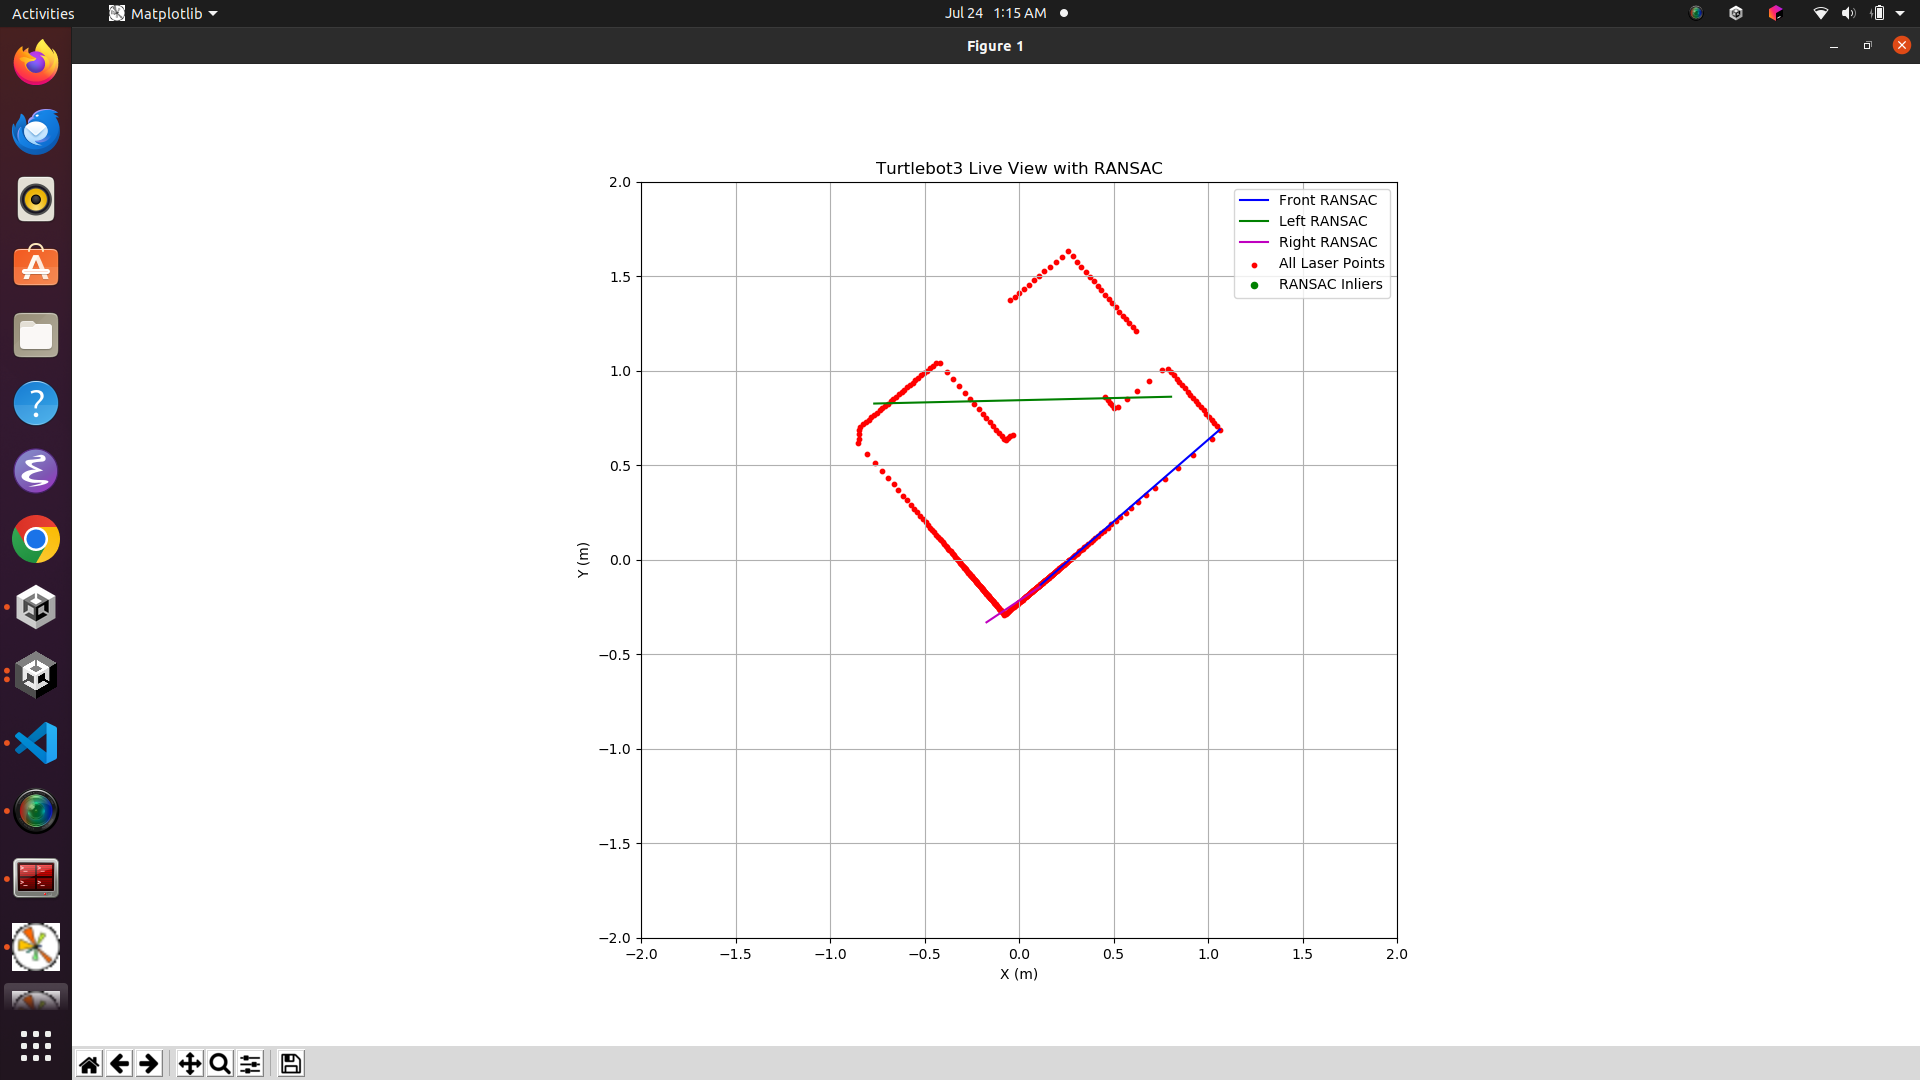 Activities
Matplotlib
Jul 24 1:15 AM
Figure 1
Turtlebot3 Live View with RANSAC
Front RANSAC
Left RANSAC
Right RANSAC
All Laser Points
RANSAC Inliers
2.0
1.5
1.0
0.5
0.0
−0.5
−1.0
−1.5
−2.0
Y (m)
−2.0 −1.5 −1.0 −0.5 0.0 0.5 1.0 1.5 2.0
X (m)